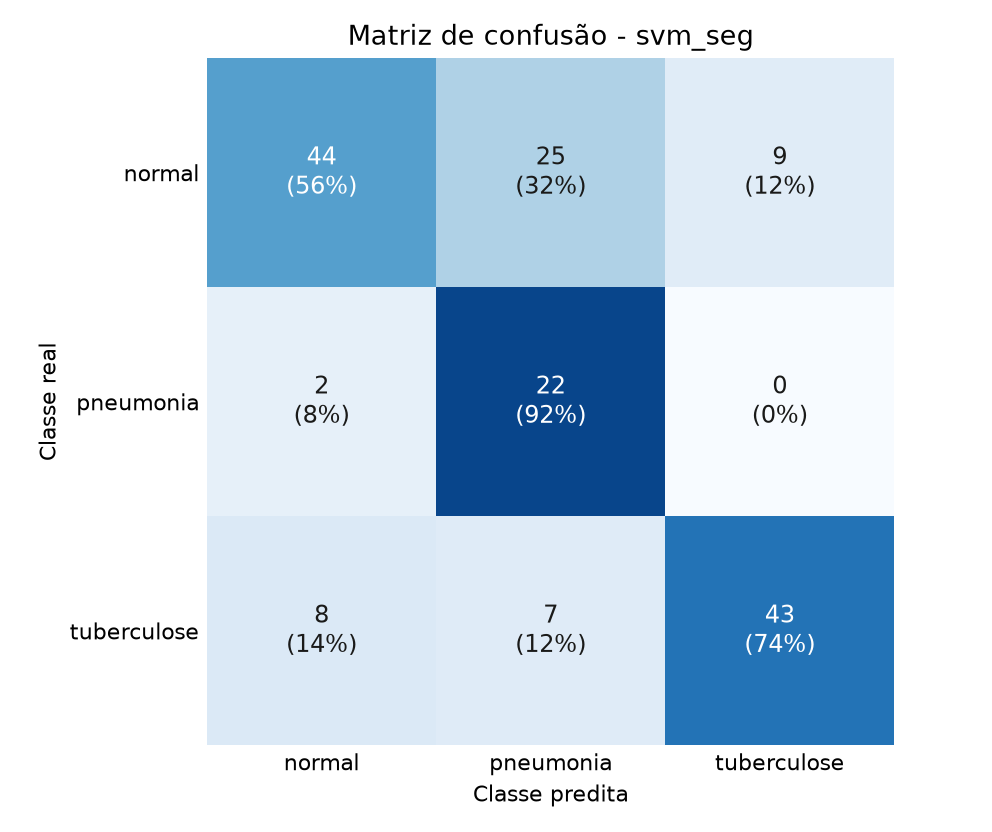 Matriz de confusão - svm_seg
Classe real
normal
44
(56%)
25
(32%)
9
(12%)
pneumonia
2
(8%)
22
(92%)
0
(0%)
tuberculose
8
(14%)
7
(12%)
43
(74%)
normal
pneumonia
tuberculose
Classe predita